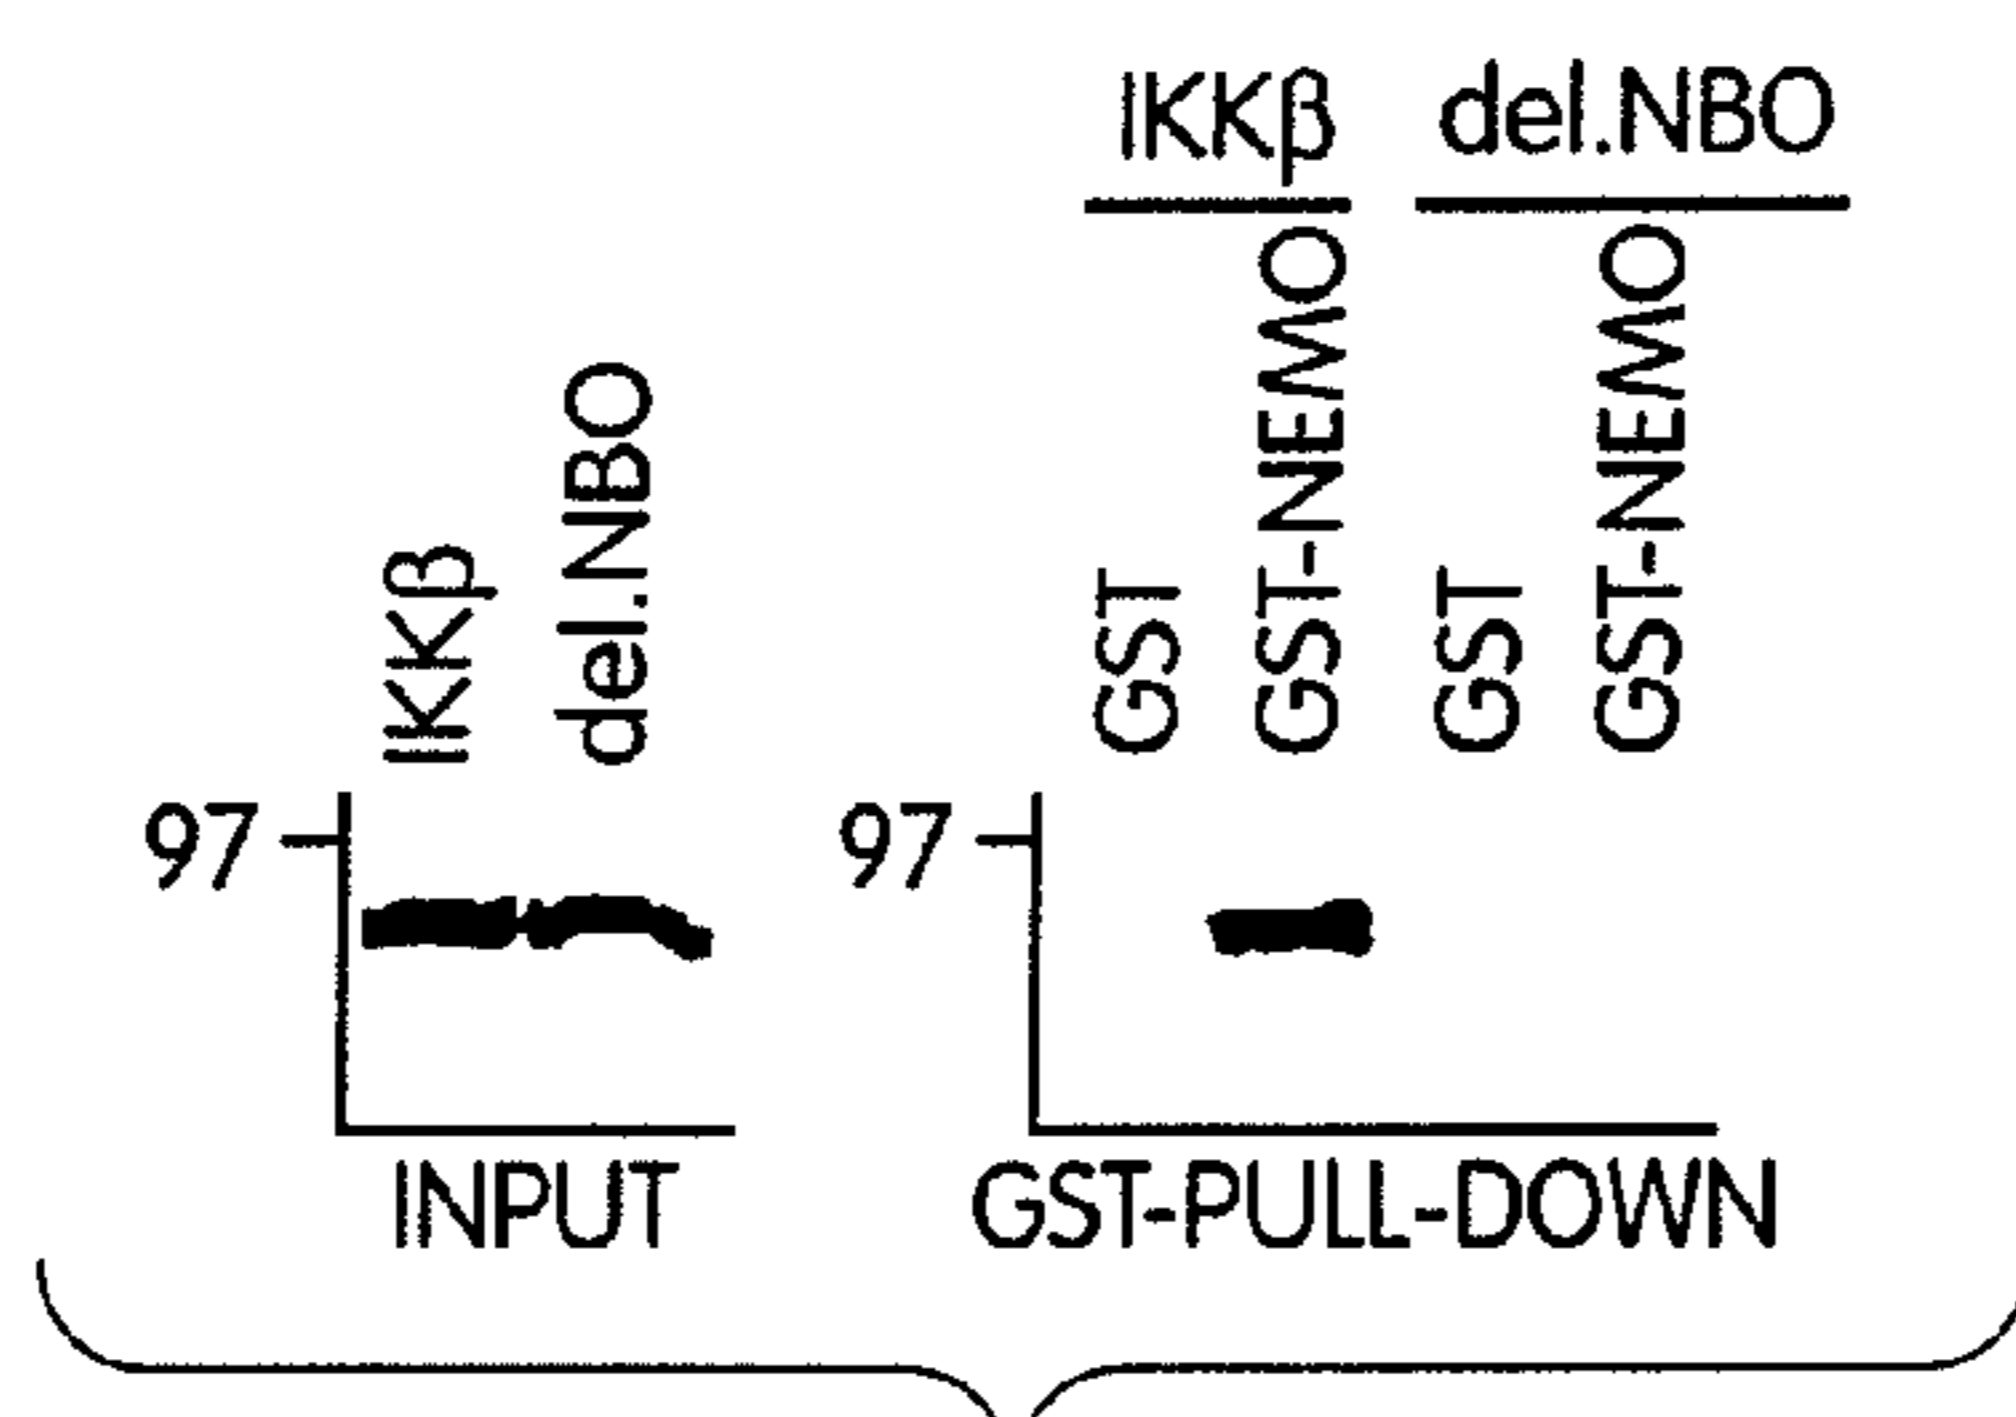 IKKβ del.NBO
IKKβ
del.NBO
GST
GST-NEMO
GST
GST-NEMO
97
97
INPUT
GST-PULL-DOWN